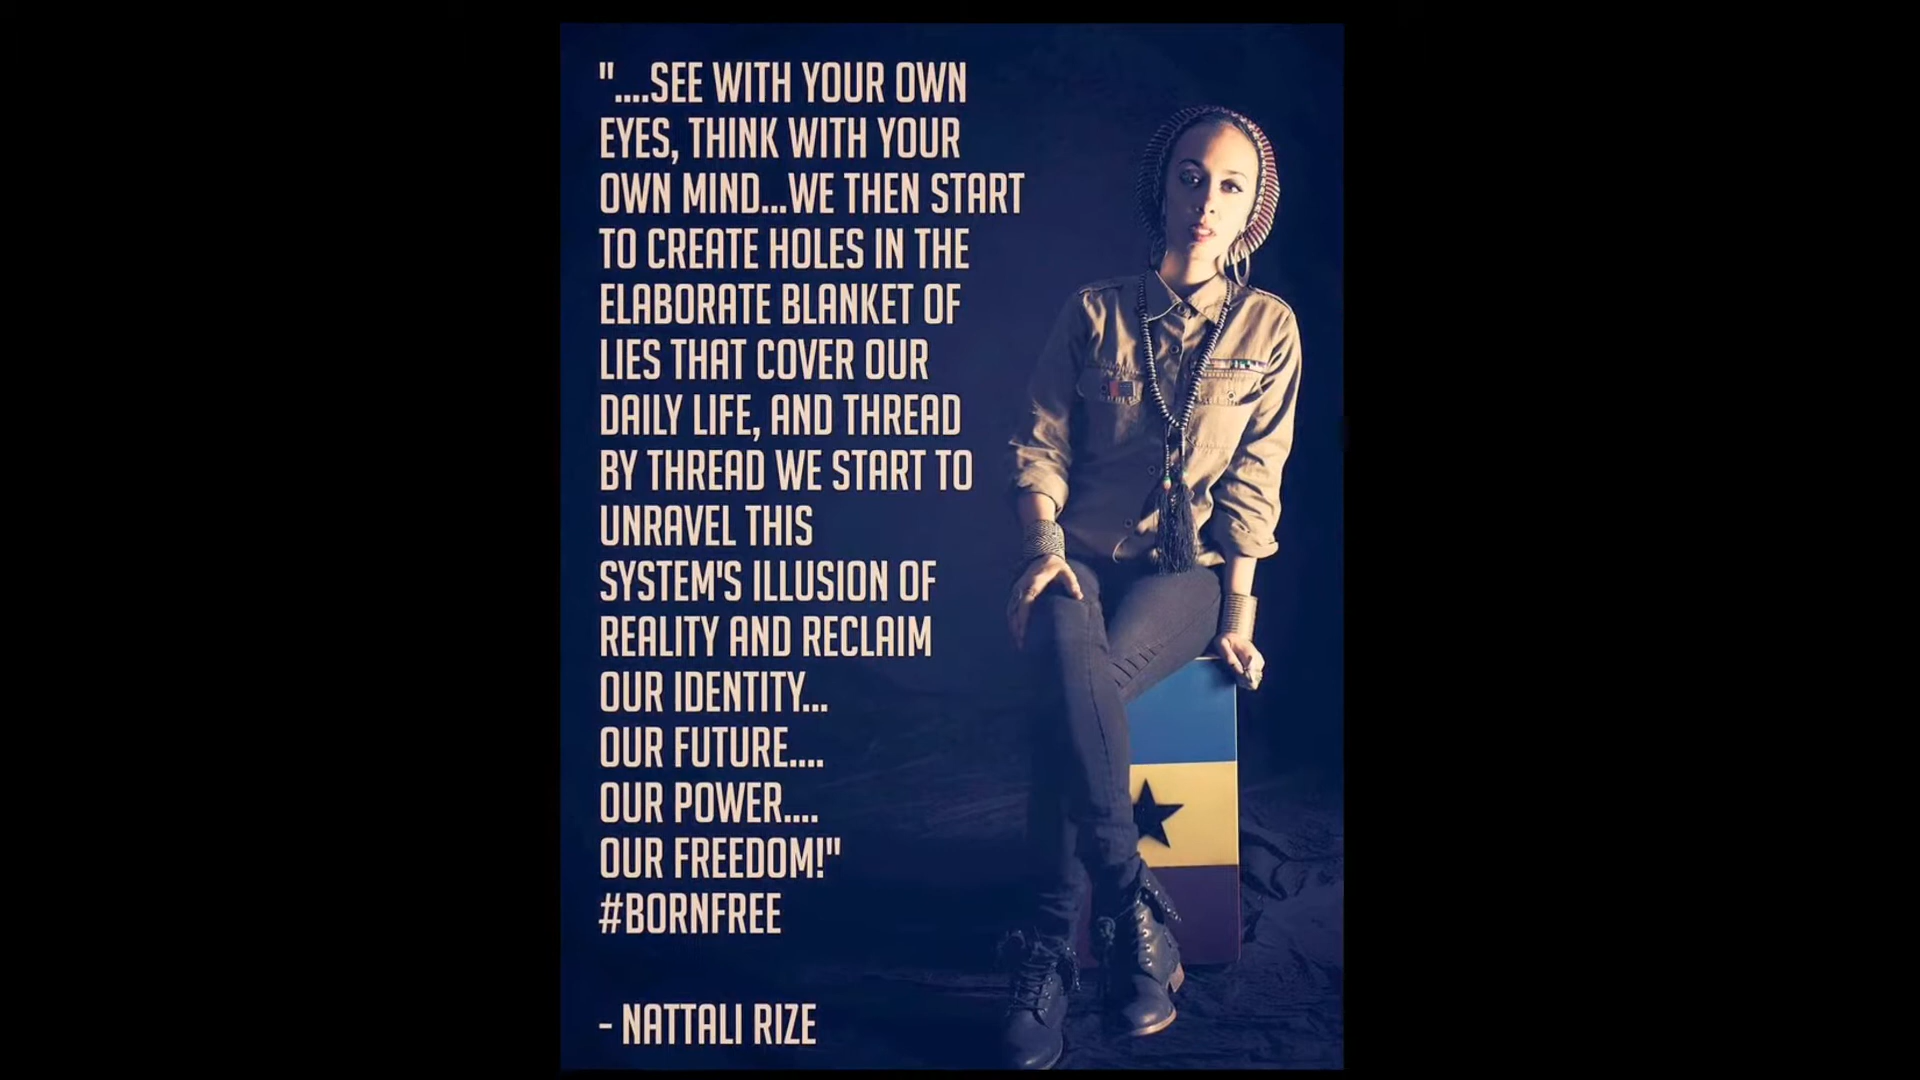 "....SEE WITH YOUR OWN
EYES, THINK WITH YOUR
OWN MIND...WE THEN START
TO CREATE HOLES IN THE
ELABORATE BLANKET OF
LIES THAT COVER OUR
DAILY LIFE, AND THREAD
BY THREAD WE START TO
UNRAVEL THIS
SYSTEM'S ILLUSION OF
REALITY AND RECLAIM
OUR IDENTITY...
OUR FUTURE....
OUR POWER....
OUR FREEDOM!"
#BORNFREE
- NATTALI RIZE